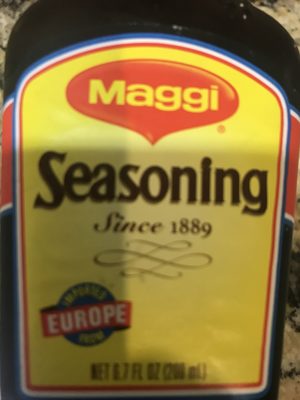 Maggi
®
Seasoning
Since 1889
IMPORTED
EUROPE
FROM
NET 6.7 FL OZ (200 mL)